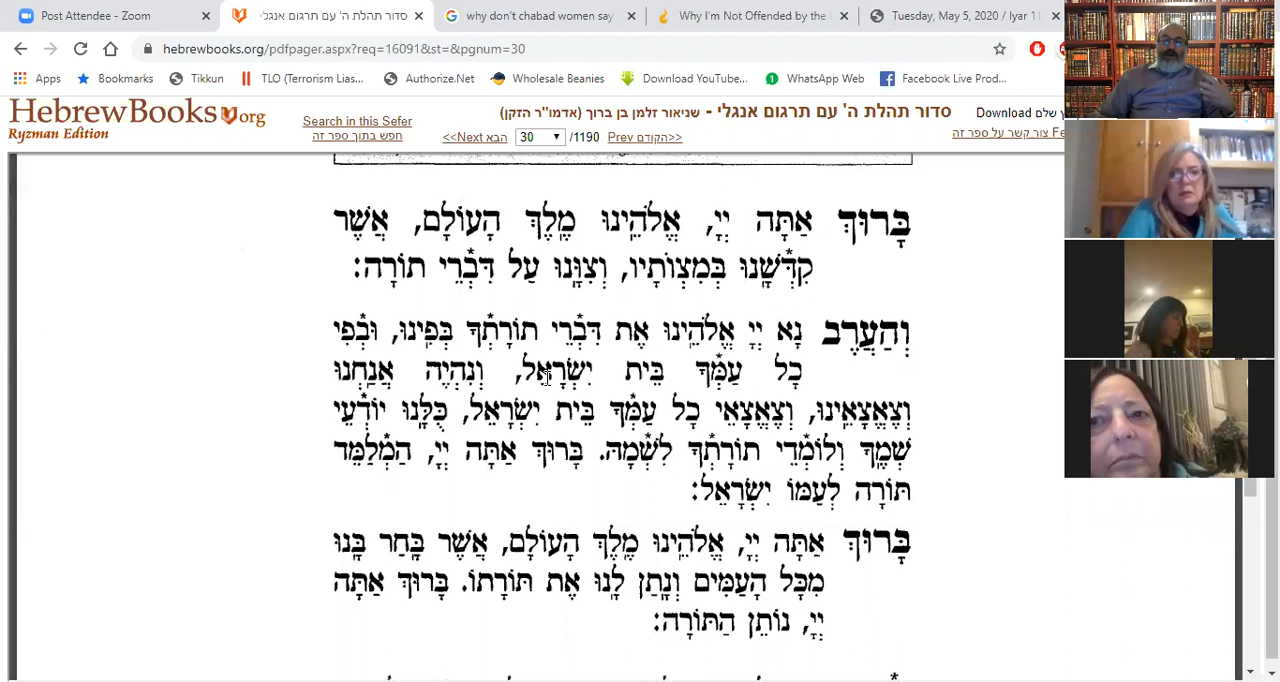 Post Attendee - Zoom
סדור תהלת ה' עם תרגום אנגלי
why don't chabad women say
Why I'm Not Offended by the
Tuesday, May 5, 2020 / Iyar 11
hebrewbooks.org/pdfpager.aspx?req=16091&st=&pgnum=30
Apps Bookmarks Tikkun TLO (Terrorism Lias... Authorize.Net Wholesale Beanies Download YouTube... WhatsApp Web Facebook Live Prod...
HebrewBooks.org
Ryzman Edition
Search in this Sefer
חפש בתוך ספר זה
סדור תהלת ה' עם תרגום אנגלי - שניאור זלמן בן ברוך (אדמו"ר הזקן)
<<Next הבא 30 /1190 Prev הקודם>>
Download
צור קשר על ספר זה
בָּרוּךְ אַתָּה יְיָ, אֱלֹהֵֽינוּ מֶֽלֶךְ הָעוֹלָם, אֲשֶׁר
קִדְּ*שָֽׁנוּ בְּמִצְוֹתָיו, וְצִוָּֽנוּ עַל דִּבְ*רֵי תוֹרָה:
וְהַעֲרֶב נָא יְיָ אֱלֹהֵֽינוּ אֶת דִּבְ*רֵי תוֹרָתְ*ךָ בְּפִֽינוּ, וּבְ*פִי
כָל עַמְּ*ךָ בֵּית יִשְׂרָאֵל, וְנִהְיֶה אֲנַֽחְנוּ
וְצֶאֱצָאֵֽינוּ, וְצֶאֱצָאֵי כָל עַמְּ*ךָ בֵּית יִשְׂרָאֵל, כֻּלָּֽנוּ יוֹדְ*עֵי
שְׁמֶֽךָ וְלוֹמְ*דֵי תוֹרָתְ*ךָ לִשְׁ*מָהּ. בָּרוּךְ אַתָּה יְיָ, הַמְ*לַמֵּד
תּוֹרָה לְעַמּוֹ יִשְׂרָאֵל:
בָּרוּךְ אַתָּה יְיָ, אֱלֹהֵֽינוּ מֶֽלֶךְ הָעוֹלָם, אֲשֶׁר בָּֽחַר בָּֽנוּ
מִכָּל הָעַמִּים וְנָֽתַן לָֽנוּ אֶת תּוֹרָתוֹ. בָּרוּךְ אַתָּה
יְיָ, נוֹתֵן הַתּוֹרָה: